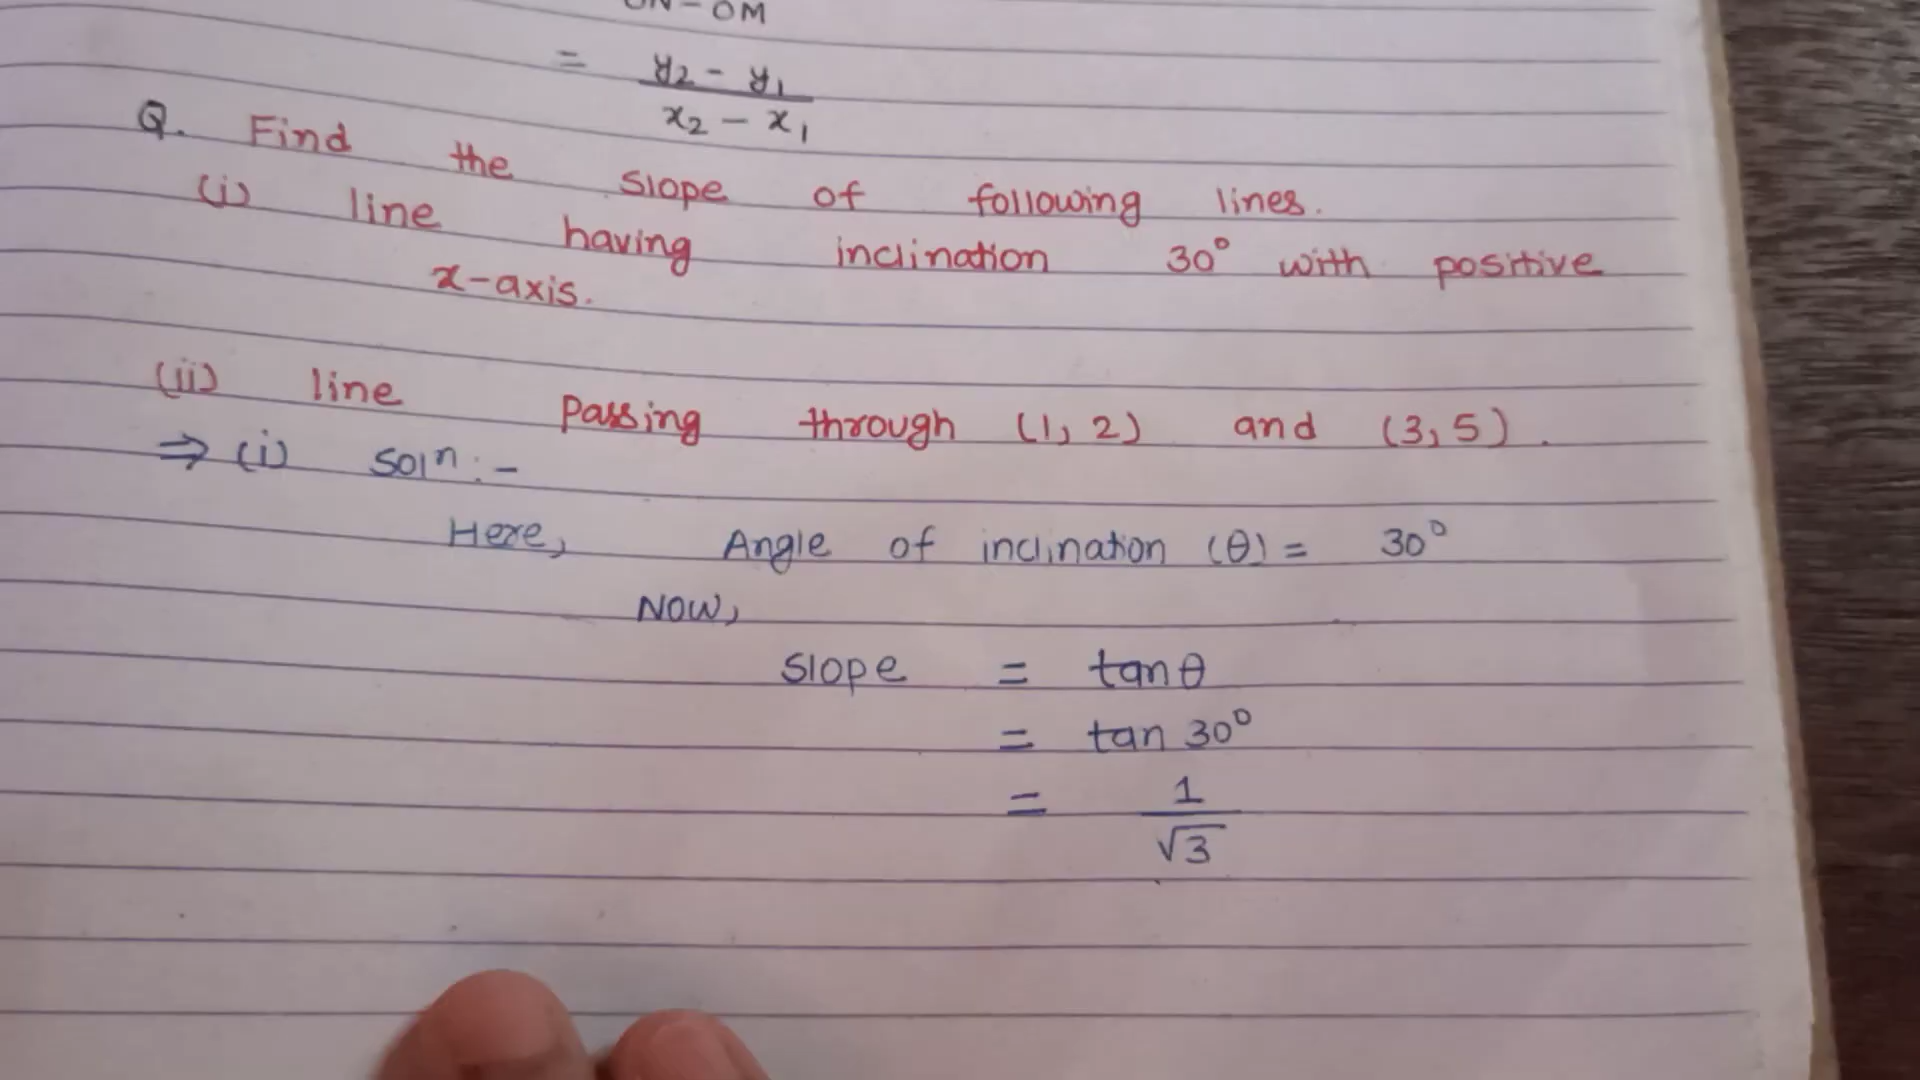 ON - OM
= y₂ - y₁
x₂ - x₁
Q. Find the slope of following lines.
(i) line having inclination 30° with positive
x-axis.
(ii) line passing through (1, 2) and (3, 5).
⇒ (i) Solⁿ :-
Here, Angle of inclination (θ) = 30°
Now,
slope = tanθ
= tan 30°
= 1
√3